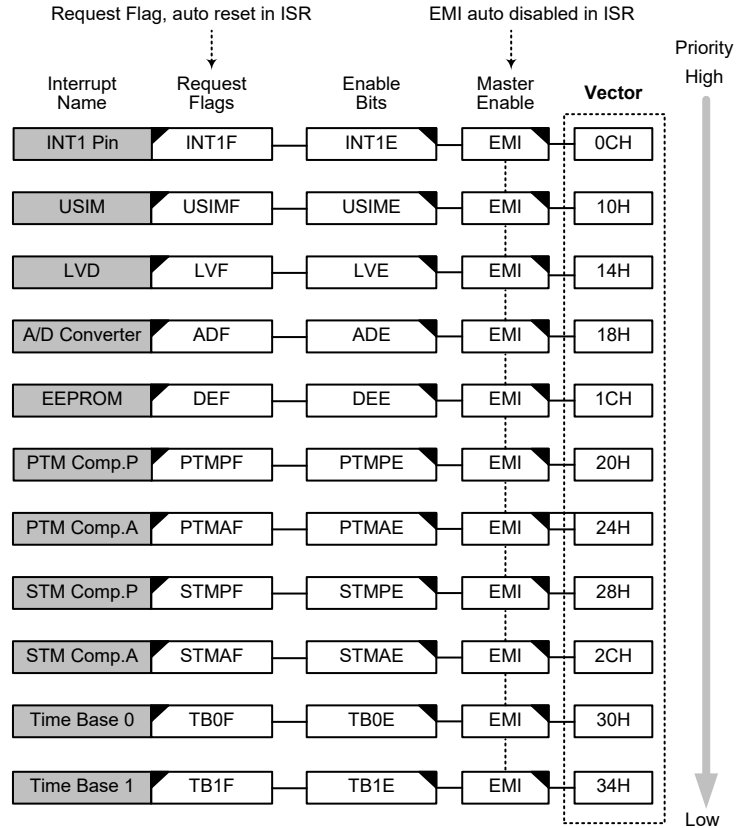 Request Flag, auto reset in ISR
EMI auto disabled in ISR
Priority
High
Interrupt Name
Request Flags
Enable Bits
Master Enable
Vector
INT1 Pin INT1F INT1E EMI 0CH
USIM USIMF USIME EMI 10H
LVD LVF LVE EMI 14H
A/D Converter ADF ADE EMI 18H
EEPROM DEF DEE EMI 1CH
PTM Comp.P PTMPF PTMPE EMI 20H
PTM Comp.A PTMAF PTMAE EMI 24H
STM Comp.P STMPF STMPE EMI 28H
STM Comp.A STMAF STMAE EMI 2CH
Time Base 0 TB0F TB0E EMI 30H
Time Base 1 TB1F TB1E EMI 34H
Low